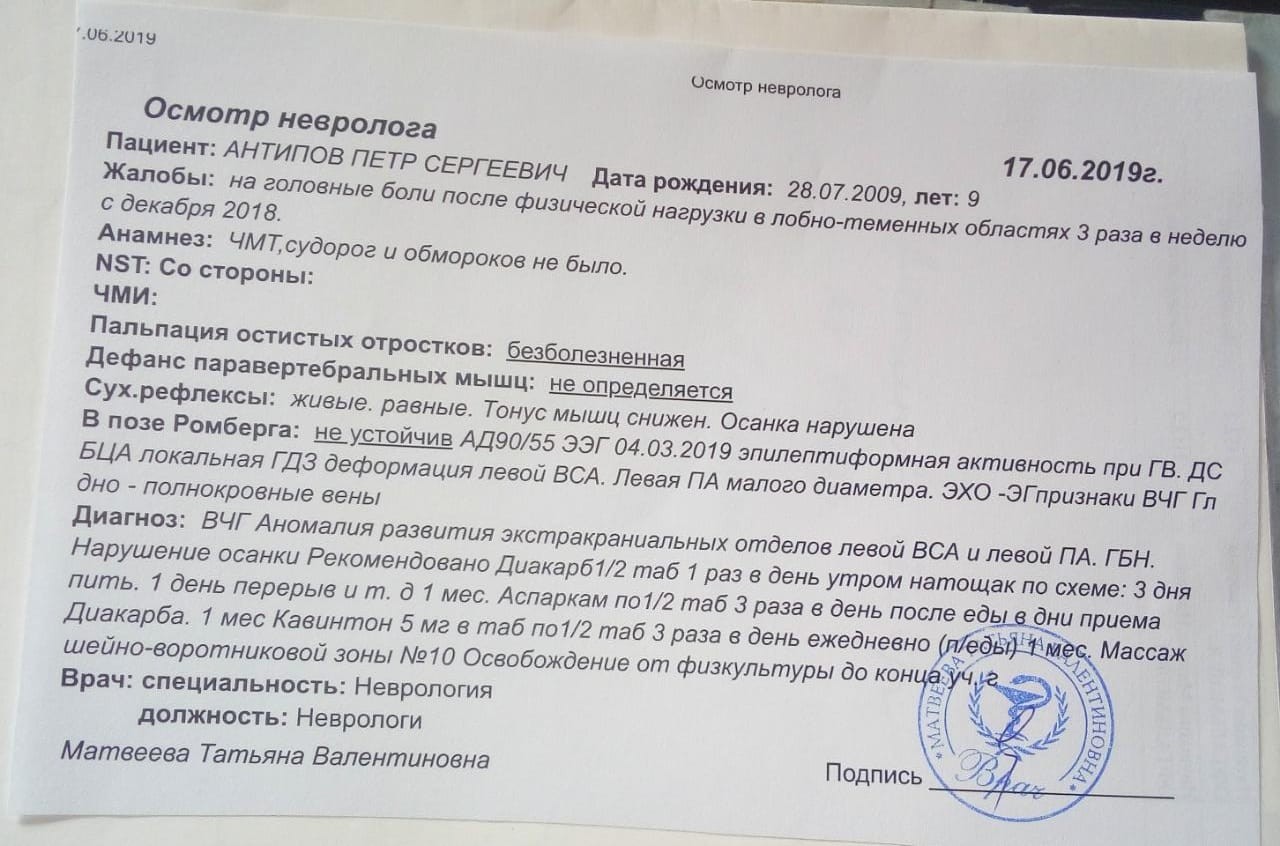 .06.2019
Осмотр невролога
Осмотр невролога
17.06.2019г.
Пациент: АНТИПОВ ПЕТР СЕРГЕЕВИЧ Дата рождения: 28.07.2009, лет: 9
Жалобы: на головные боли после физической нагрузки в лобно-теменных областях 3 раза в неделю
с декабря 2018.
Анамнез: ЧМТ,судорог и обмороков не было.
NST: Со стороны:
ЧМИ:
Пальпация остистых отростков: безболезненная
Дефанс паравертебральных мышц: не определяется
Сух.рефлексы: живые. равные. Тонус мышц снижен. Осанка нарушена
В позе Ромберга: не устойчив АД90/55 ЭЭГ 04.03.2019 эпилептиформная активность при ГВ. ДС
БЦА локальная ГДЗ деформация левой ВСА. Левая ПА малого диаметра. ЭХО -ЭГпризнаки ВЧГ Гл
дно - полнокровные вены
Диагноз: ВЧГ Аномалия развития экстракраниальных отделов левой ВСА и левой ПА. ГБН.
Нарушение осанки Рекомендовано Диакарб1/2 таб 1 раз в день утром натощак по схеме: 3 дня
пить. 1 день перерыв и т. д 1 мес. Аспаркам по1/2 таб 3 раза в день после еды в дни приема
Диакарба. 1 мес Кавинтон 5 мг в таб по1/2 таб 3 раза в день ежедневно (п/еды) 1 мес. Массаж
шейно-воротниковой зоны №10 Освобождение от физкультуры до конца уч. г
Врач: специальность: Неврология
должность: Неврологи
Матвеева Татьяна Валентиновна
Подпись
*МАТВЕЕВА ТАТЬЯНА ВАЛЕНТИНОВНА*
Врач